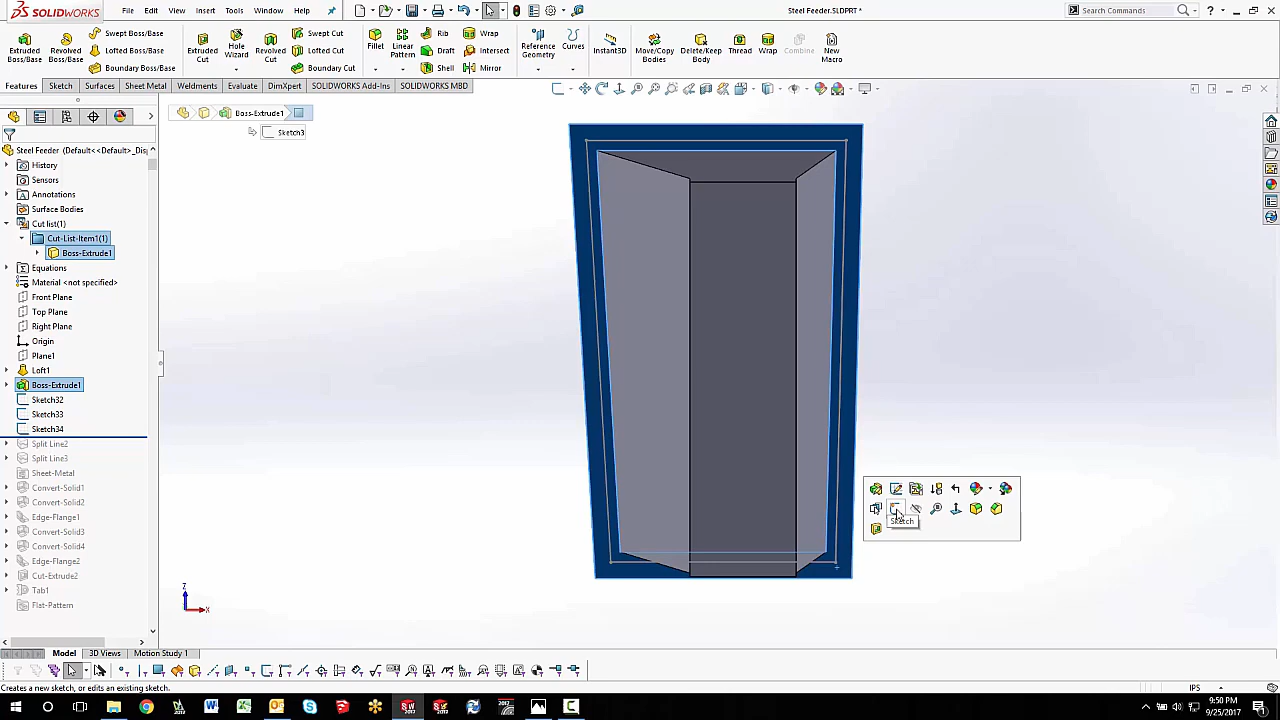 SOLIDWORKS
File
Edit
View
Insert
Tools
Window
Help
Steel Feeder.SLDPRT *
Search Commands
Extruded Boss/Base
Revolved Boss/Base
Swept Boss/Base
Lofted Boss/Base
Boundary Boss/Base
Extruded Cut
Hole Wizard
Revolved Cut
Swept Cut
Lofted Cut
Boundary Cut
Fillet
Linear Pattern
Rib
Draft
Shell
Wrap
Intersect
Mirror
Reference Geometry
Curves
Instant3D
Move/Copy Bodies
Delete/Keep Body
Thread
Wrap
Combine
New Macro
Features
Sketch
Surfaces
Sheet Metal
Weldments
Evaluate
DimXpert
SOLIDWORKS Add-Ins
SOLIDWORKS MBD
Boss-Extrude1
Sketch3
Steel Feeder (Default<<Default>_Disp
History
Sensors
Annotations
Surface Bodies
Cut list(1)
Cut-List-Item1(1)
Boss-Extrude1
Equations
Material <not specified>
Front Plane
Top Plane
Right Plane
Origin
Plane1
Loft1
Boss-Extrude1
Sketch32
Sketch33
Sketch34
Split Line2
Split Line3
Sheet-Metal
Convert-Solid1
Convert-Solid2
Edge-Flange1
Convert-Solid3
Convert-Solid4
Edge-Flange2
Cut-Extrude2
Tab1
Flat-Pattern
Sketch
Z
X
Model
3D Views
Motion Study 1
Creates a new sketch, or edits an existing sketch.
IPS
9:50 PM
9/25/2017